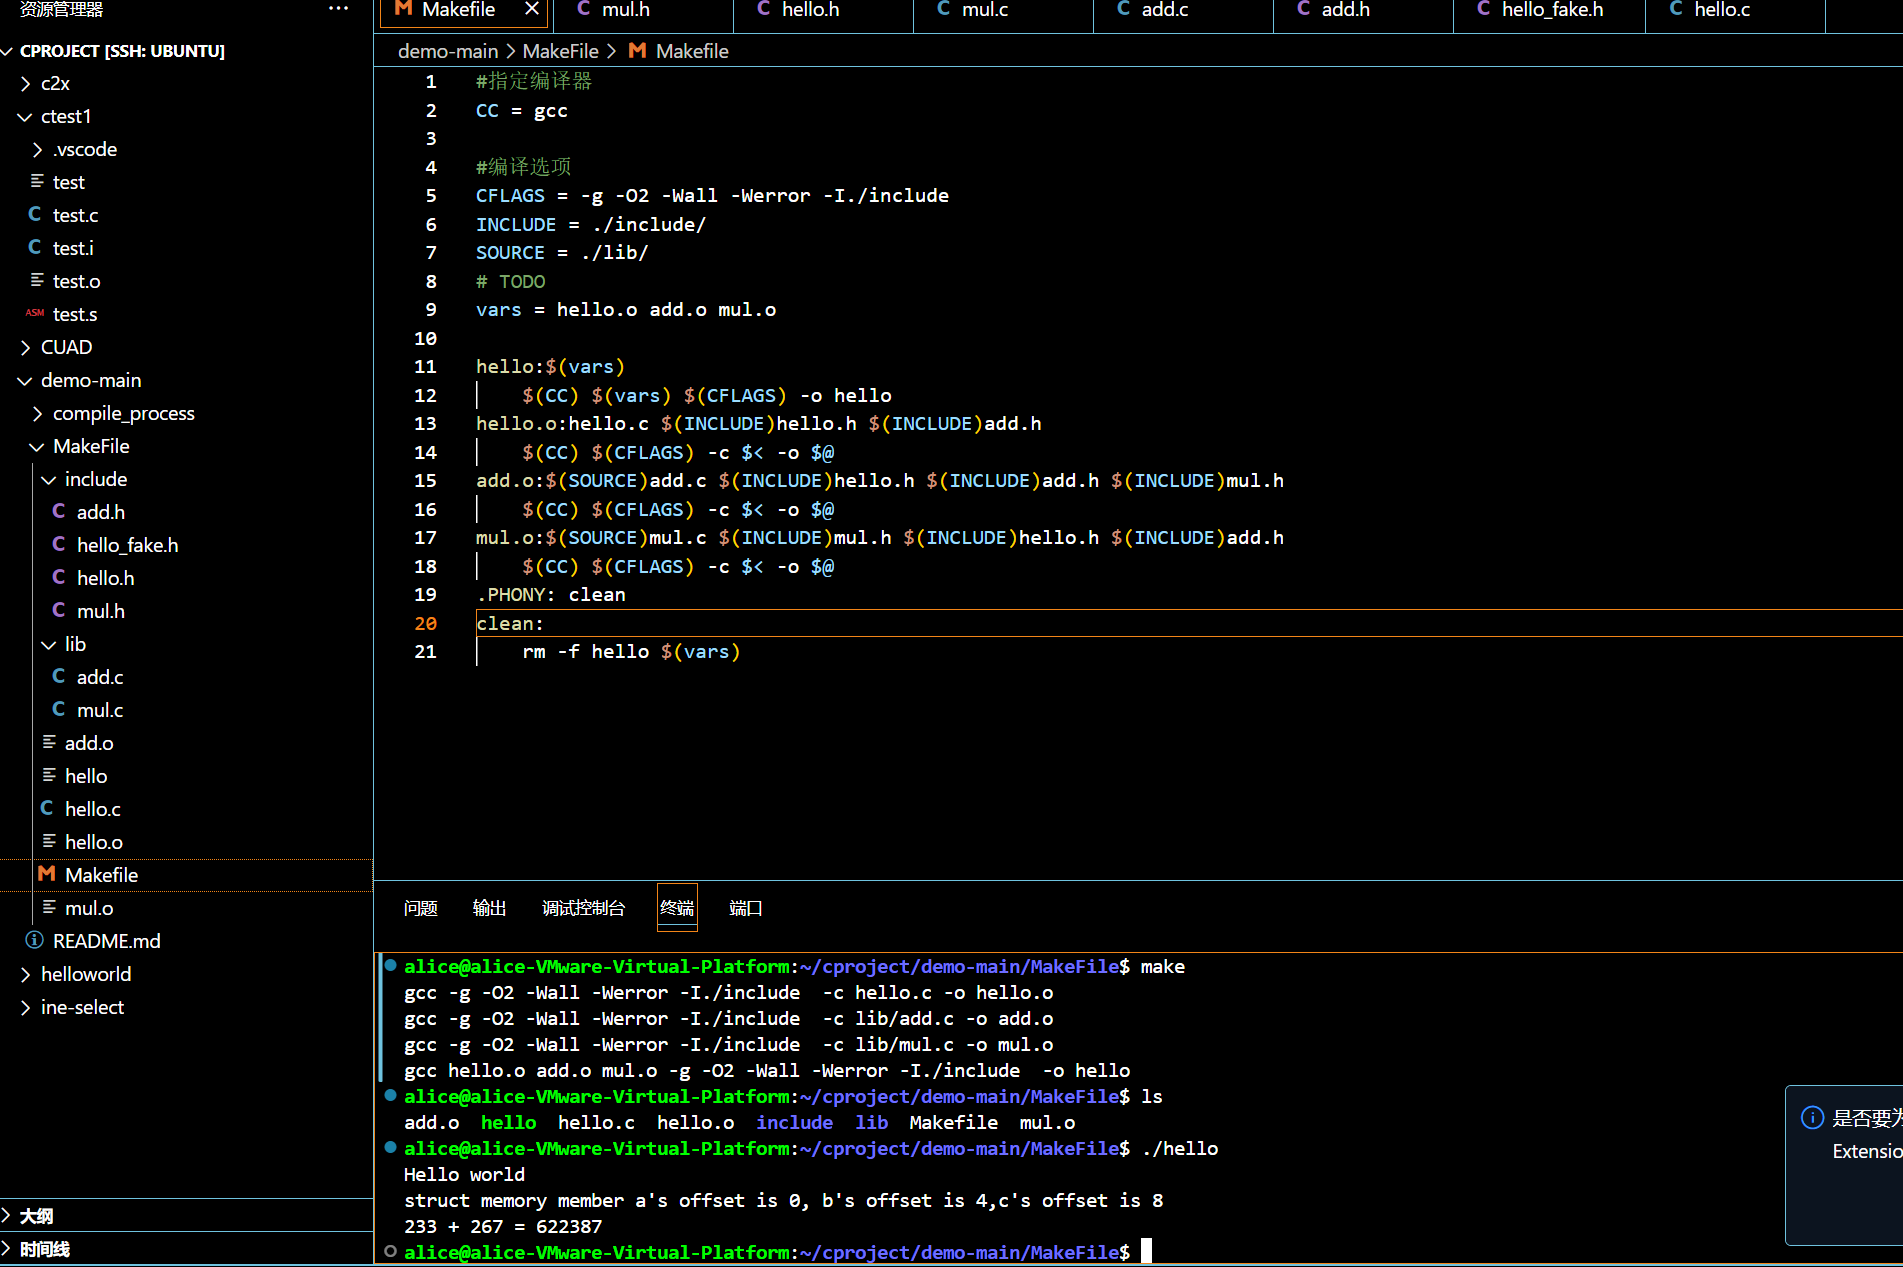 资源管理器
CPROJECT [SSH: UBUNTU]
c2x
ctest1
.vscode
test
C test.c
C test.i
test.o
ASM test.s
CUAD
demo-main
compile_process
MakeFile
include
C add.h
C hello_fake.h
C hello.h
C mul.h
lib
C add.c
C mul.c
add.o
hello
C hello.c
hello.o
M Makefile
mul.o
README.md
helloworld
ine-select
大纲
时间线
M Makefile C mul.h C hello.h C mul.c C add.c C add.h C hello_fake.h C hello.c
demo-main > MakeFile > M Makefile
1 #指定编译器
2 CC = gcc
3
4 #编译选项
5 CFLAGS = -g -O2 -Wall -Werror -I./include
6 INCLUDE = ./include/
7 SOURCE = ./lib/
8 # TODO
9 vars = hello.o add.o mul.o
10
11 hello:$(vars)
12 $(CC) $(vars) $(CFLAGS) -o hello
13 hello.o:hello.c $(INCLUDE)hello.h $(INCLUDE)add.h
14 $(CC) $(CFLAGS) -c $< -o $@
15 add.o:$(SOURCE)add.c $(INCLUDE)hello.h $(INCLUDE)add.h $(INCLUDE)mul.h
16 $(CC) $(CFLAGS) -c $< -o $@
17 mul.o:$(SOURCE)mul.c $(INCLUDE)mul.h $(INCLUDE)hello.h $(INCLUDE)add.h
18 $(CC) $(CFLAGS) -c $< -o $@
19 .PHONY: clean
20 clean:
21 rm -f hello $(vars)
问题 输出 调试控制台 终端 端口
alice@alice-VMware-Virtual-Platform:~/cproject/demo-main/MakeFile$ make
gcc -g -O2 -Wall -Werror -I./include  -c hello.c -o hello.o
gcc -g -O2 -Wall -Werror -I./include  -c lib/add.c -o add.o
gcc -g -O2 -Wall -Werror -I./include  -c lib/mul.c -o mul.o
gcc hello.o add.o mul.o -g -O2 -Wall -Werror -I./include  -o hello
alice@alice-VMware-Virtual-Platform:~/cproject/demo-main/MakeFile$ ls
add.o  hello  hello.c  hello.o  include  lib  Makefile  mul.o
alice@alice-VMware-Virtual-Platform:~/cproject/demo-main/MakeFile$ ./hello
Hello world
struct memory member a's offset is 0, b's offset is 4,c's offset is 8
233 + 267 = 622387
alice@alice-VMware-Virtual-Platform:~/cproject/demo-main/MakeFile$
是否要为
Extensio